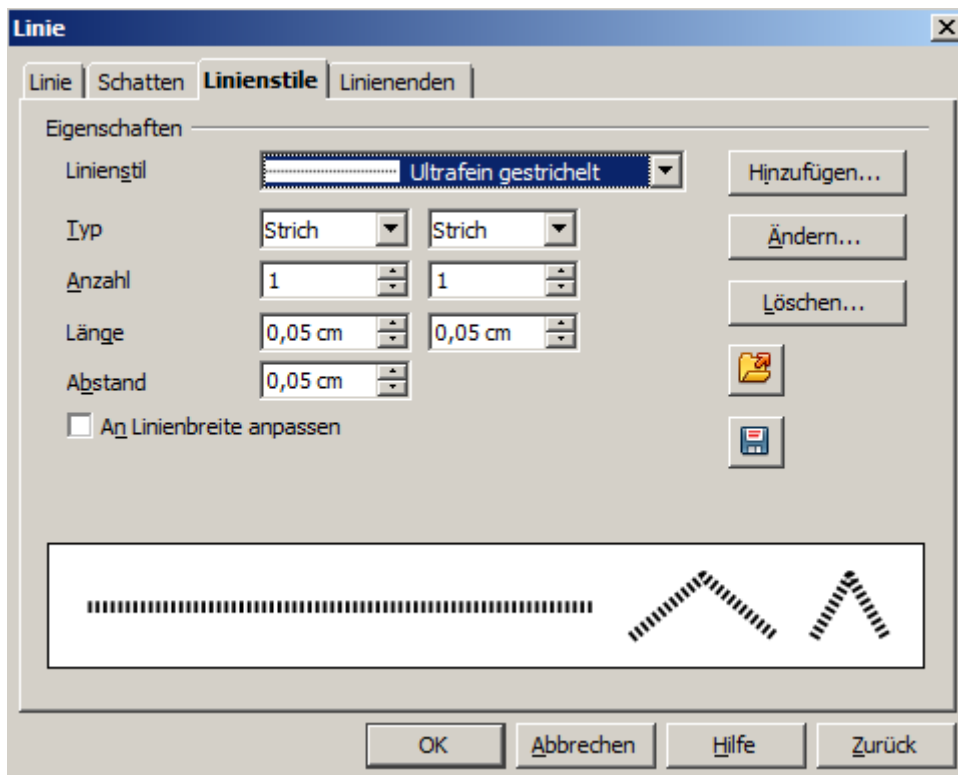 Linie
Linie Schatten Linienstile Linienenden
Eigenschaften
Linienstil Ultrafein gestrichelt Hinzufügen...
Typ Strich Strich Ändern...
Anzahl 1 1
Länge 0,05 cm 0,05 cm Löschen...
Abstand 0,05 cm
An Linienbreite anpassen
OK Abbrechen Hilfe Zurück